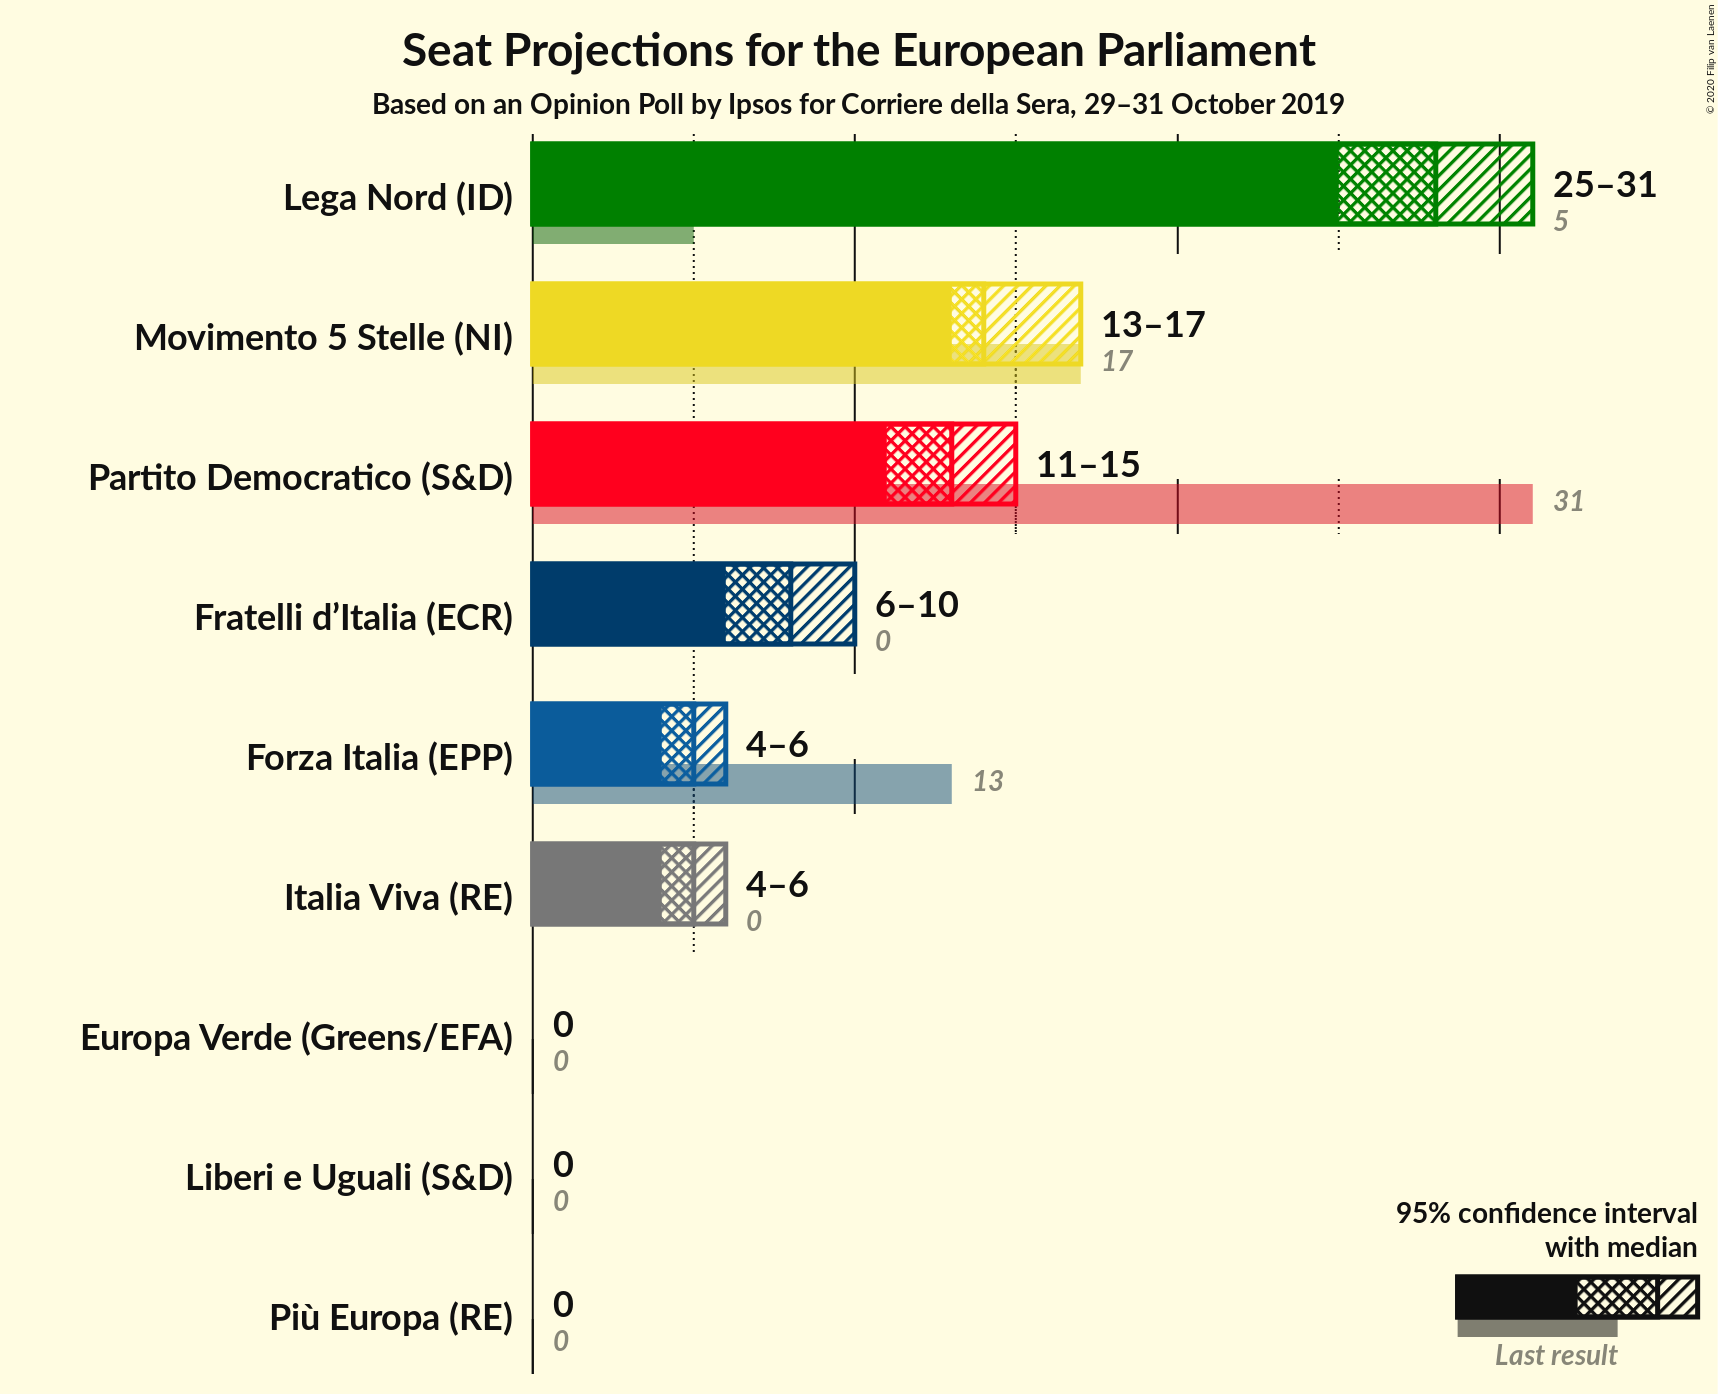 Seat Projections for the European Parliament
Based on an Opinion Poll by Ipsos for Corriere della Sera, 29–31 October 2019
© 2020 Filip van Laenen
Lega Nord (ID)
25–31
5
Movimento 5 Stelle (NI)
13–17
17
Partito Democratico (S&D)
11–15
31
Fratelli d’Italia (ECR)
6–10
0
Forza Italia (EPP)
4–6
13
Italia Viva (RE)
4–6
0
Europa Verde (Greens/EFA)
0
0
Liberi e Uguali (S&D)
0
0
Più Europa (RE)
0
0
95% confidence interval
with median
Last result